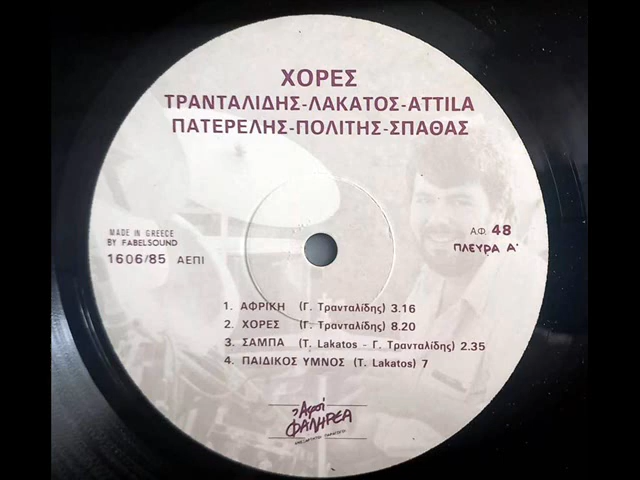 ΧΟΡΕΣ
ΤΡΑΝΤΑΛΙΔΗΣ-ΛΑΚΑΤΟΣ-ATTILA
ΠΑΤΕΡΕΛΗΣ-ΠΟΛΙΤΗΣ-ΣΠΑΘΑΣ
MADE IN GREECE
BY FABELSOUND
1606/85 ΑΕΠΙ
Α.Φ. 48
ΠΛΕΥΡΑ Α'
1. ΑΦΡΙΚΗ (Γ. Τρανταλίδης) 3.16
2. ΧΟΡΕΣ (Γ. Τρανταλίδης) 8.20
3. ΣΑΜΠΑ (T. Lakatos - Γ. Τρανταλίδης) 2.35
4. ΠΑΙΔΙΚΟΣ ΥΜΝΟΣ (T. Lakatos) 7
Αφοί
ΦΑΛΗΡΕΑ